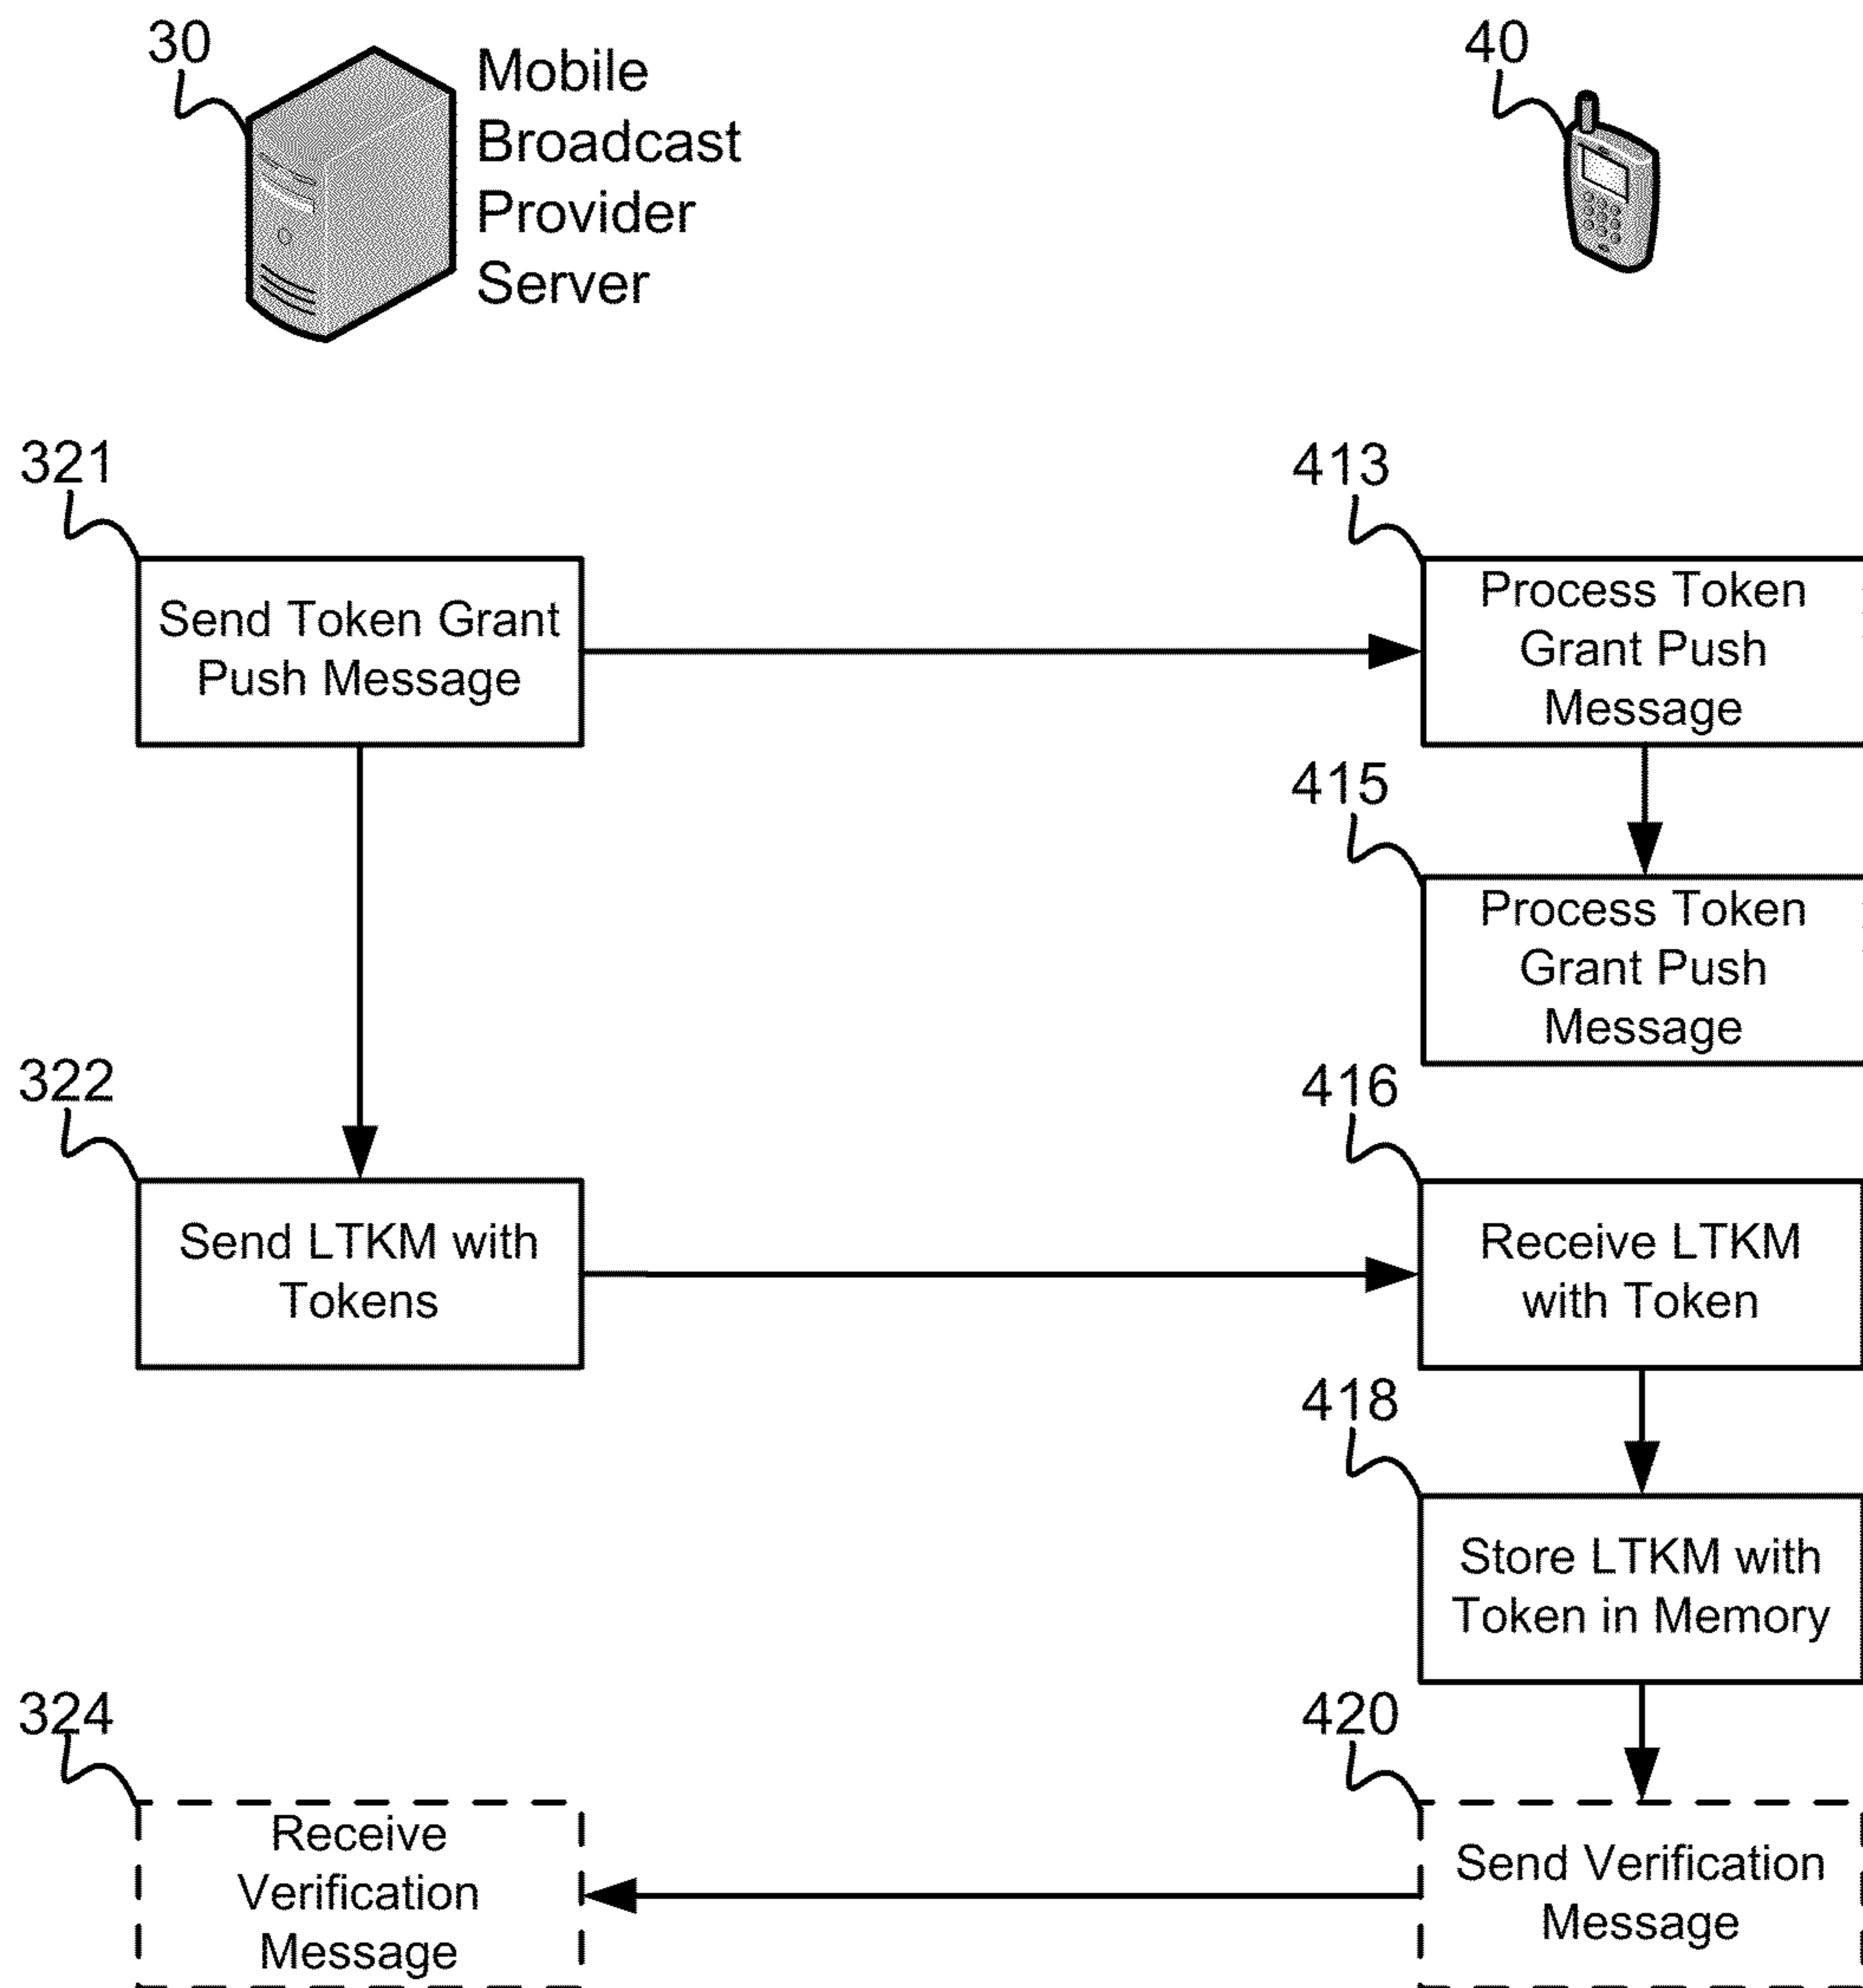 30
Mobile
Broadcast
Provider
Server
40
321
Send Token Grant
Push Message
413
Process Token
Grant Push
Message
415
Process Token
Grant Push
Message
322
Send LTKM with
Tokens
416
Receive LTKM
with Token
418
Store LTKM with
Token in Memory
324
Receive
Verification
Message
420
Send Verification
Message